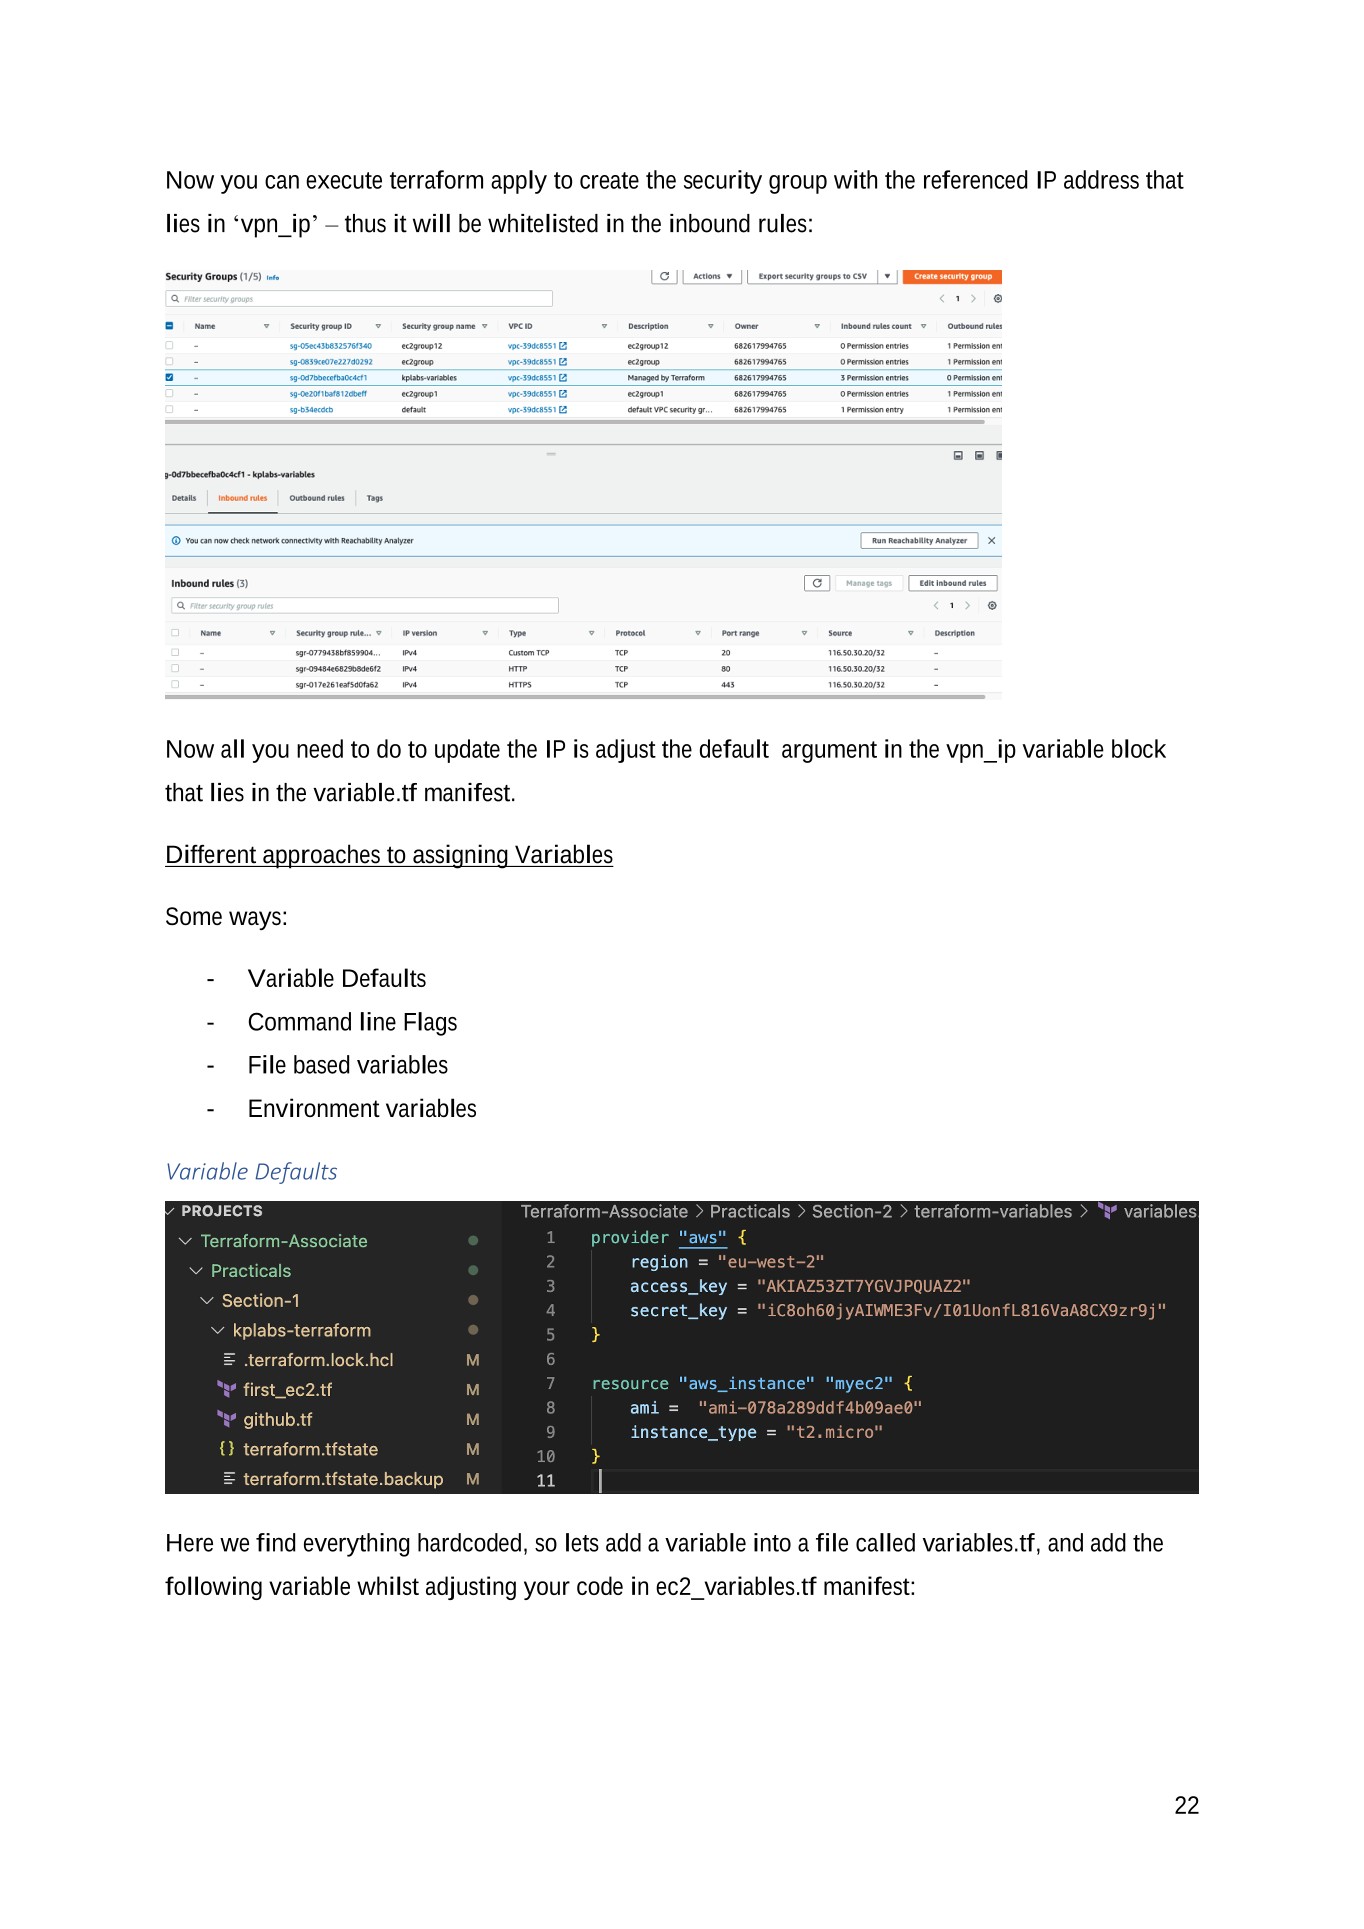 Now you can execute terraform apply to create the security group with the referenced IP address that
lies in ‘vpn_ip’ – thus it will be whitelisted in the inbound rules:
Security Groups (1/5) Info Actions Export security groups to CSV Create security group
Filter security groups 1
Name Security group ID Security group name VPC ID Description Owner Inbound rules count Outbound rules
– sg-05ec43b832576f340 ec2group12 vpc-39dc8551 ec2group12 682617994765 0 Permission entries 1 Permission ent
– sg-0839ce07e227d0292 ec2group vpc-39dc8551 ec2group 682617994765 0 Permission entries 1 Permission ent
– sg-0d7bbecefba0c4cf1 kplabs-variables vpc-39dc8551 Managed by Terraform 682617994765 3 Permission entries 0 Permission ent
– sg-0e20f1baf812dbeff ec2group1 vpc-39dc8551 ec2group1 682617994765 0 Permission entries 1 Permission ent
– sg-b34ecdcb default vpc-39dc8551 default VPC security gr... 682617994765 1 Permission entry 1 Permission ent
g-0d7bbecefba0c4cf1 - kplabs-variables
Details Inbound rules Outbound rules Tags
You can now check network connectivity with Reachability Analyzer Run Reachability Analyzer
Inbound rules (3) Manage tags Edit inbound rules
Filter security group rules 1
Name Security group rule... IP version Type Protocol Port range Source Description
– sgr-0779438bf859904... IPv4 Custom TCP TCP 20 116.50.30.20/32 –
– sgr-09484e6829b8de6f2 IPv4 HTTP TCP 80 116.50.30.20/32 –
– sgr-017e261eaf5d0fa62 IPv4 HTTPS TCP 443 116.50.30.20/32 –
Now all you need to do to update the IP is adjust the default  argument in the vpn_ip variable block
that lies in the variable.tf manifest.
Different approaches to assigning Variables
Some ways:
- Variable Defaults
- Command line Flags
- File based variables
- Environment variables
Variable Defaults
PROJECTS
Terraform-Associate
Practicals
Section-1
kplabs-terraform
.terraform.lock.hcl M
first_ec2.tf M
github.tf M
{} terraform.tfstate M
terraform.tfstate.backup M
Terraform-Associate > Practicals > Section-2 > terraform-variables > variables.
1 provider "aws" {
2 region = "eu-west-2"
3 access_key = "AKIAZ53ZT7YGVJPQUAZ2"
4 secret_key = "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"
5 }
6
7 resource "aws_instance" "myec2" {
8 ami =  "ami-078a289ddf4b09ae0"
9 instance_type = "t2.micro"
10 }
11
Here we find everything hardcoded, so lets add a variable into a file called variables.tf, and add the
following variable whilst adjusting your code in ec2_variables.tf manifest:
22